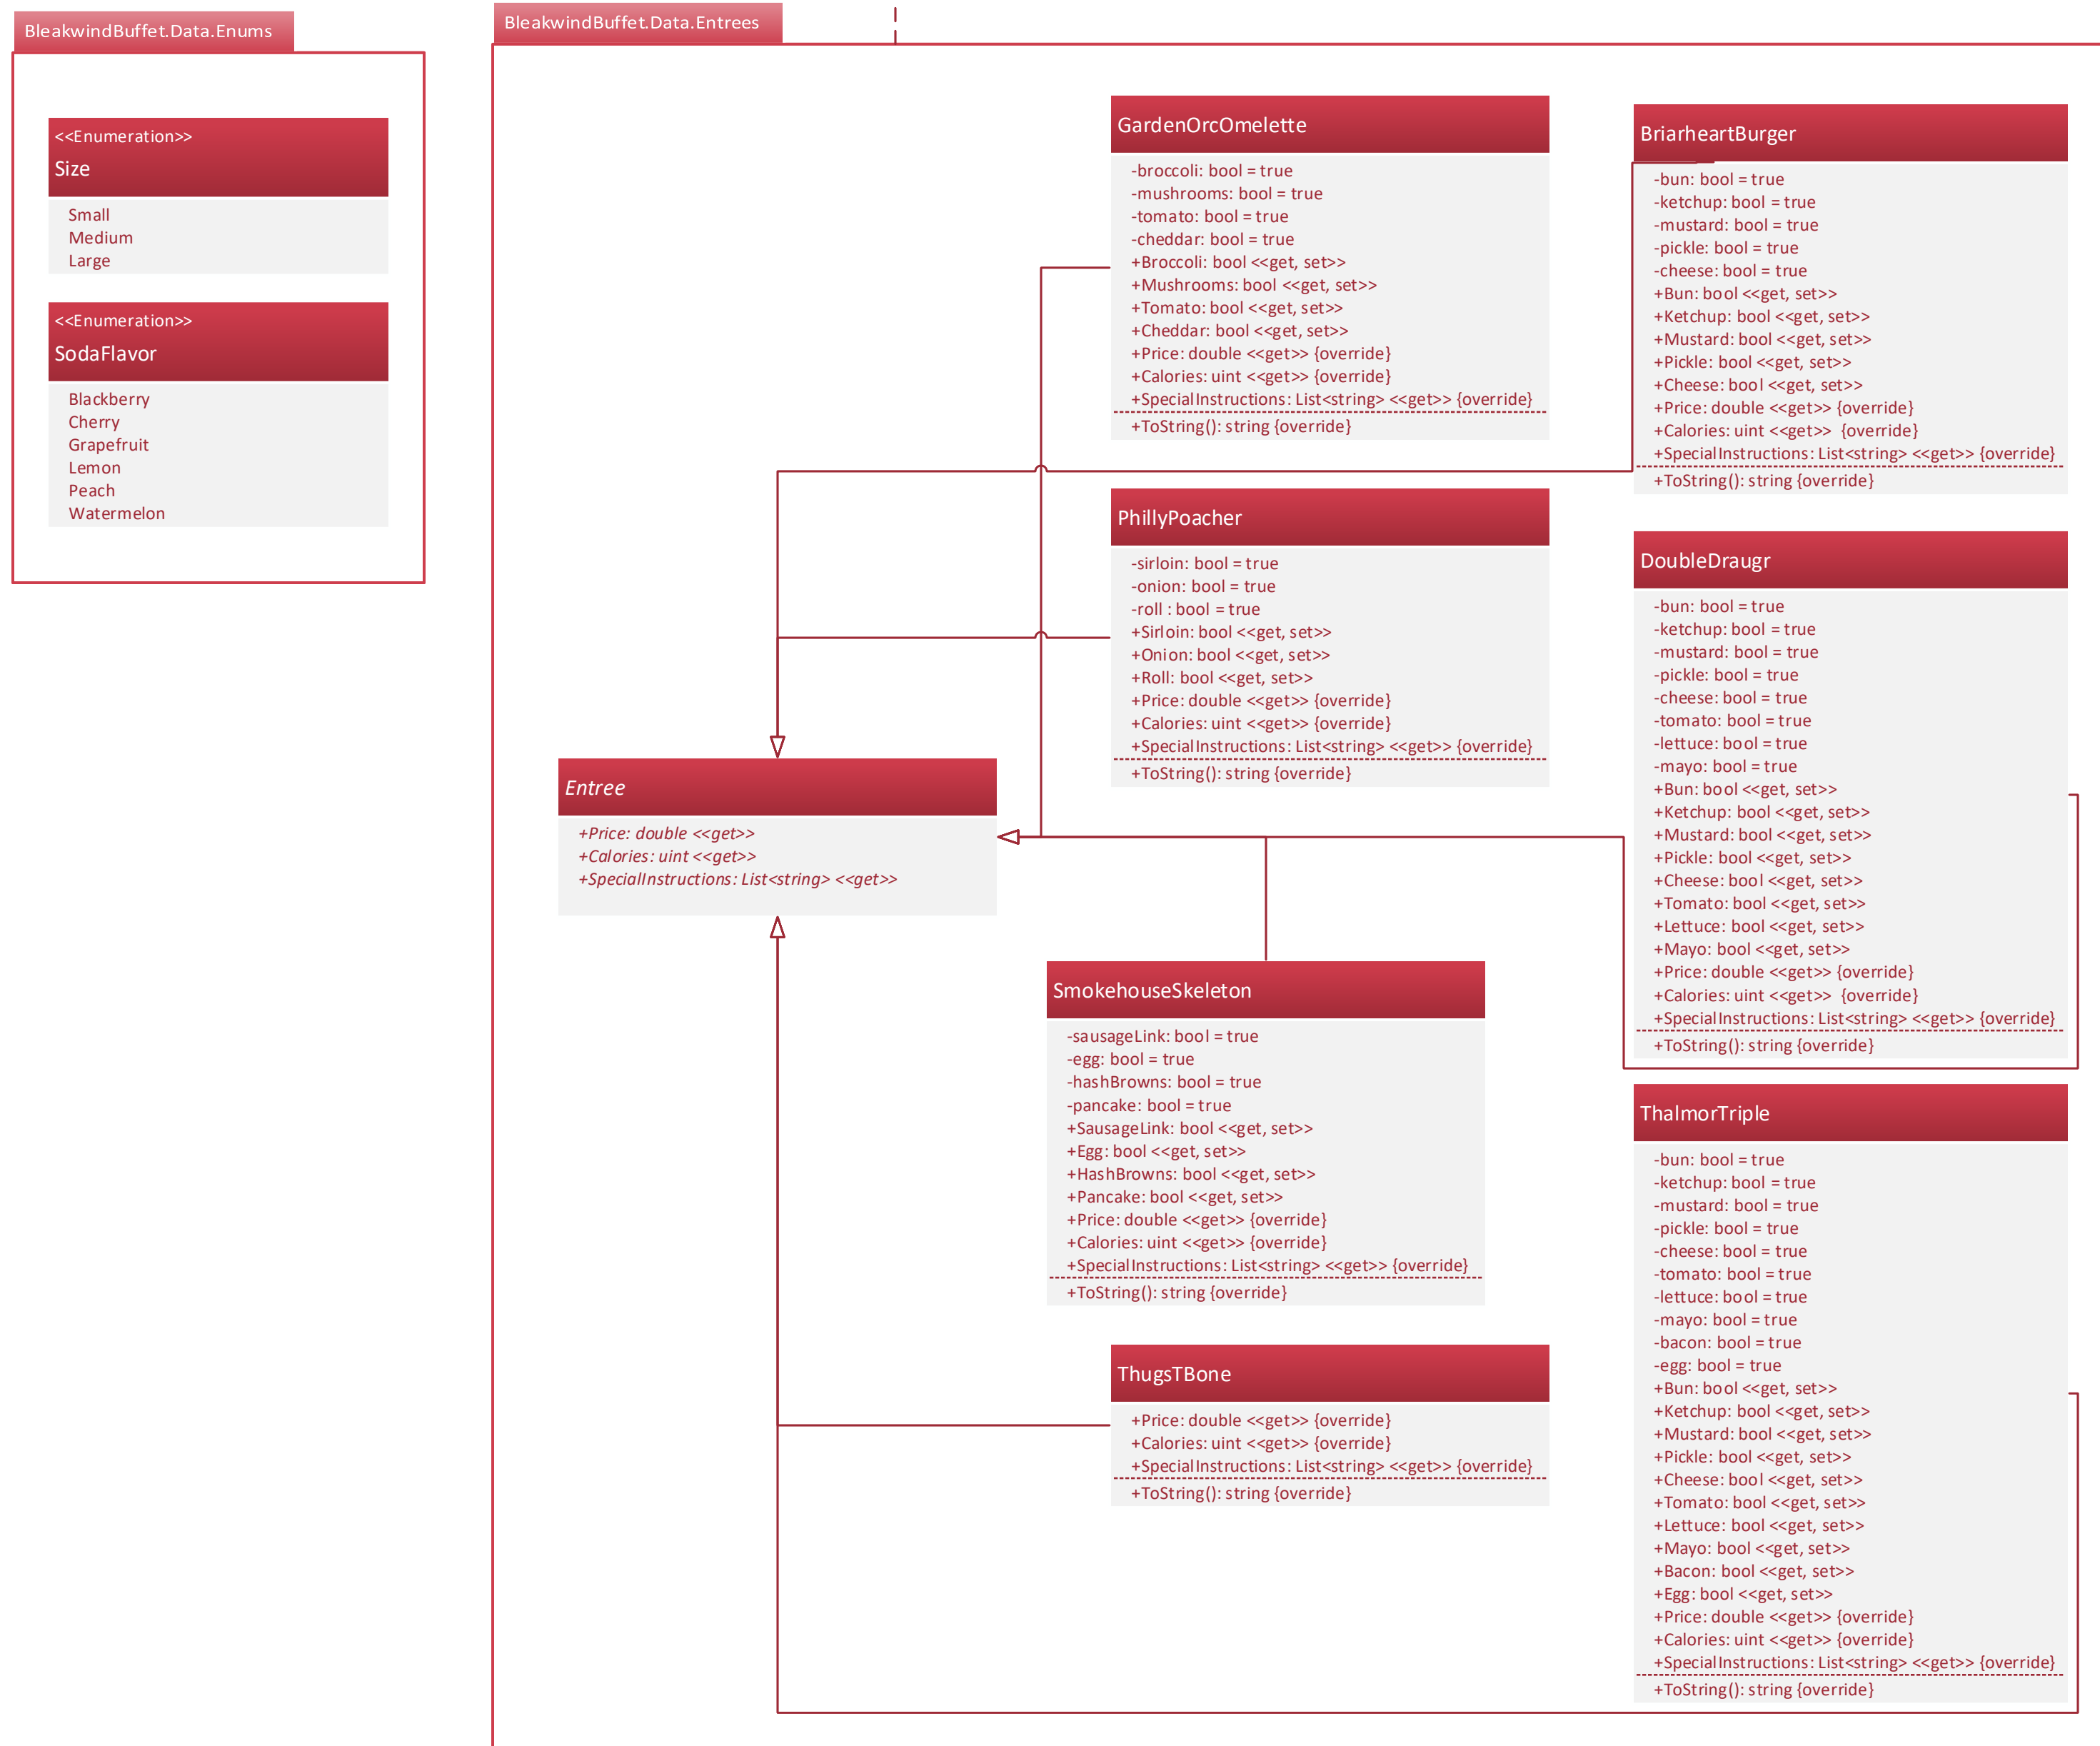 BleakwindBuffet.Data.Enums
<<Enumeration>>
Size
Small
Medium
Large
<<Enumeration>>
SodaFlavor
Blackberry
Cherry
Grapefruit
Lemon
Peach
Watermelon
BleakwindBuffet.Data.Entrees
GardenOrcOmelette
-broccoli: bool = true
-mushrooms: bool = true
-tomato: bool = true
-cheddar: bool = true
+Broccoli: bool <<get, set>>
+Mushrooms: bool <<get, set>>
+Tomato: bool <<get, set>>
+Cheddar: bool <<get, set>>
+Price: double <<get>> {override}
+Calories: uint <<get>> {override}
+SpecialInstructions: List<string> <<get>> {override}
+ToString(): string {override}
BriarheartBurger
-bun: bool = true
-ketchup: bool = true
-mustard: bool = true
-pickle: bool = true
-cheese: bool = true
+Bun: bool <<get, set>>
+Ketchup: bool <<get, set>>
+Mustard: bool <<get, set>>
+Pickle: bool <<get, set>>
+Cheese: bool <<get, set>>
+Price: double <<get>> {override}
+Calories: uint <<get>>  {override}
+SpecialInstructions: List<string> <<get>> {override}
+ToString(): string {override}
PhillyPoacher
-sirloin: bool = true
-onion: bool = true
-roll : bool = true
+Sirloin: bool <<get, set>>
+Onion: bool <<get, set>>
+Roll: bool <<get, set>>
+Price: double <<get>> {override}
+Calories: uint <<get>> {override}
+SpecialInstructions: List<string> <<get>> {override}
+ToString(): string {override}
DoubleDraugr
-bun: bool = true
-ketchup: bool = true
-mustard: bool = true
-pickle: bool = true
-cheese: bool = true
-tomato: bool = true
-lettuce: bool = true
-mayo: bool = true
+Bun: bool <<get, set>>
+Ketchup: bool <<get, set>>
+Mustard: bool <<get, set>>
+Pickle: bool <<get, set>>
+Cheese: bool <<get, set>>
+Tomato: bool <<get, set>>
+Lettuce: bool <<get, set>>
+Mayo: bool <<get, set>>
+Price: double <<get>> {override}
+Calories: uint <<get>>  {override}
+SpecialInstructions: List<string> <<get>> {override}
+ToString(): string {override}
Entree
+Price: double <<get>>
+Calories: uint <<get>>
+SpecialInstructions: List<string> <<get>>
SmokehouseSkeleton
-sausageLink: bool = true
-egg: bool = true
-hashBrowns: bool = true
-pancake: bool = true
+SausageLink: bool <<get, set>>
+Egg: bool <<get, set>>
+HashBrowns: bool <<get, set>>
+Pancake: bool <<get, set>>
+Price: double <<get>> {override}
+Calories: uint <<get>> {override}
+SpecialInstructions: List<string> <<get>> {override}
+ToString(): string {override}
ThalmorTriple
-bun: bool = true
-ketchup: bool = true
-mustard: bool = true
-pickle: bool = true
-cheese: bool = true
-tomato: bool = true
-lettuce: bool = true
-mayo: bool = true
-bacon: bool = true
-egg: bool = true
+Bun: bool <<get, set>>
+Ketchup: bool <<get, set>>
+Mustard: bool <<get, set>>
+Pickle: bool <<get, set>>
+Cheese: bool <<get, set>>
+Tomato: bool <<get, set>>
+Lettuce: bool <<get, set>>
+Mayo: bool <<get, set>>
+Bacon: bool <<get, set>>
+Egg: bool <<get, set>>
+Price: double <<get>> {override}
+Calories: uint <<get>> {override}
+SpecialInstructions: List<string> <<get>> {override}
+ToString(): string {override}
ThugsTBone
+Price: double <<get>> {override}
+Calories: uint <<get>> {override}
+SpecialInstructions: List<string> <<get>> {override}
+ToString(): string {override}